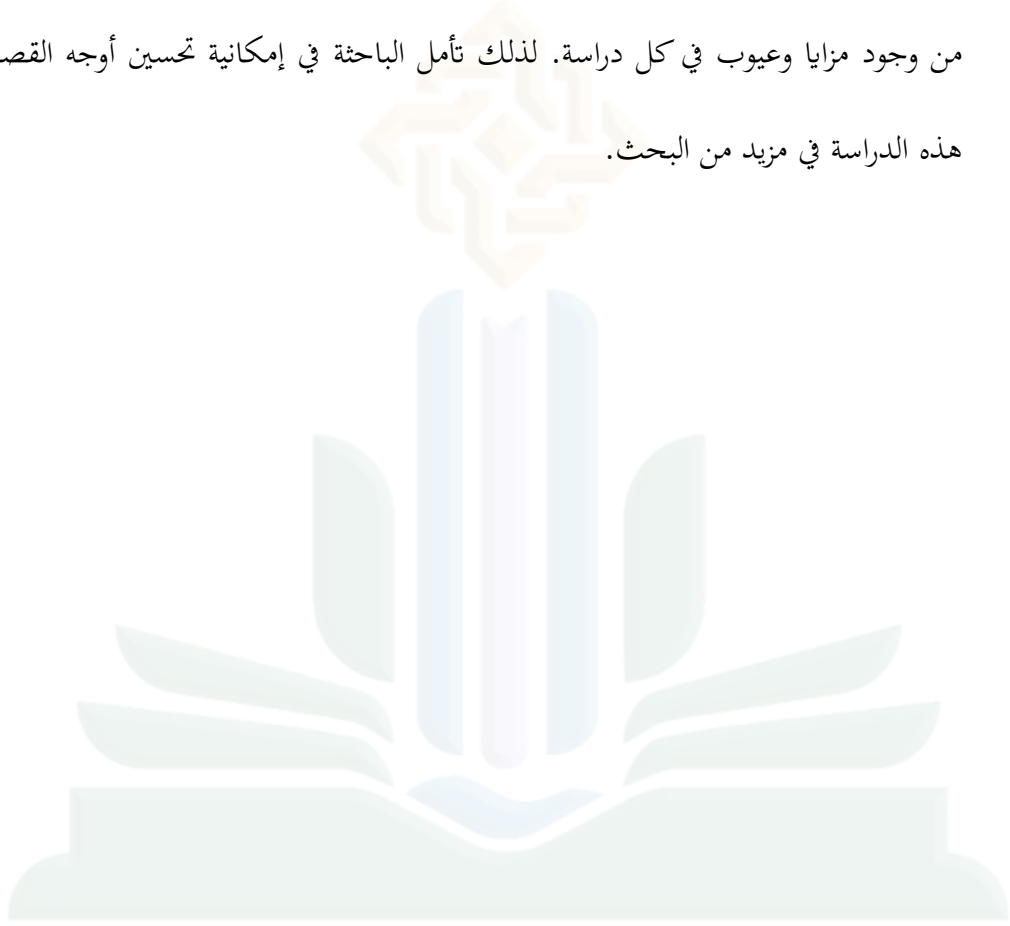 من وجود مزايا وعيوب في كل دراسة. لذلك تأمل الباحثة في إمكانية تحسين أوجه
هذه الدراسة في مزيد من البحث.